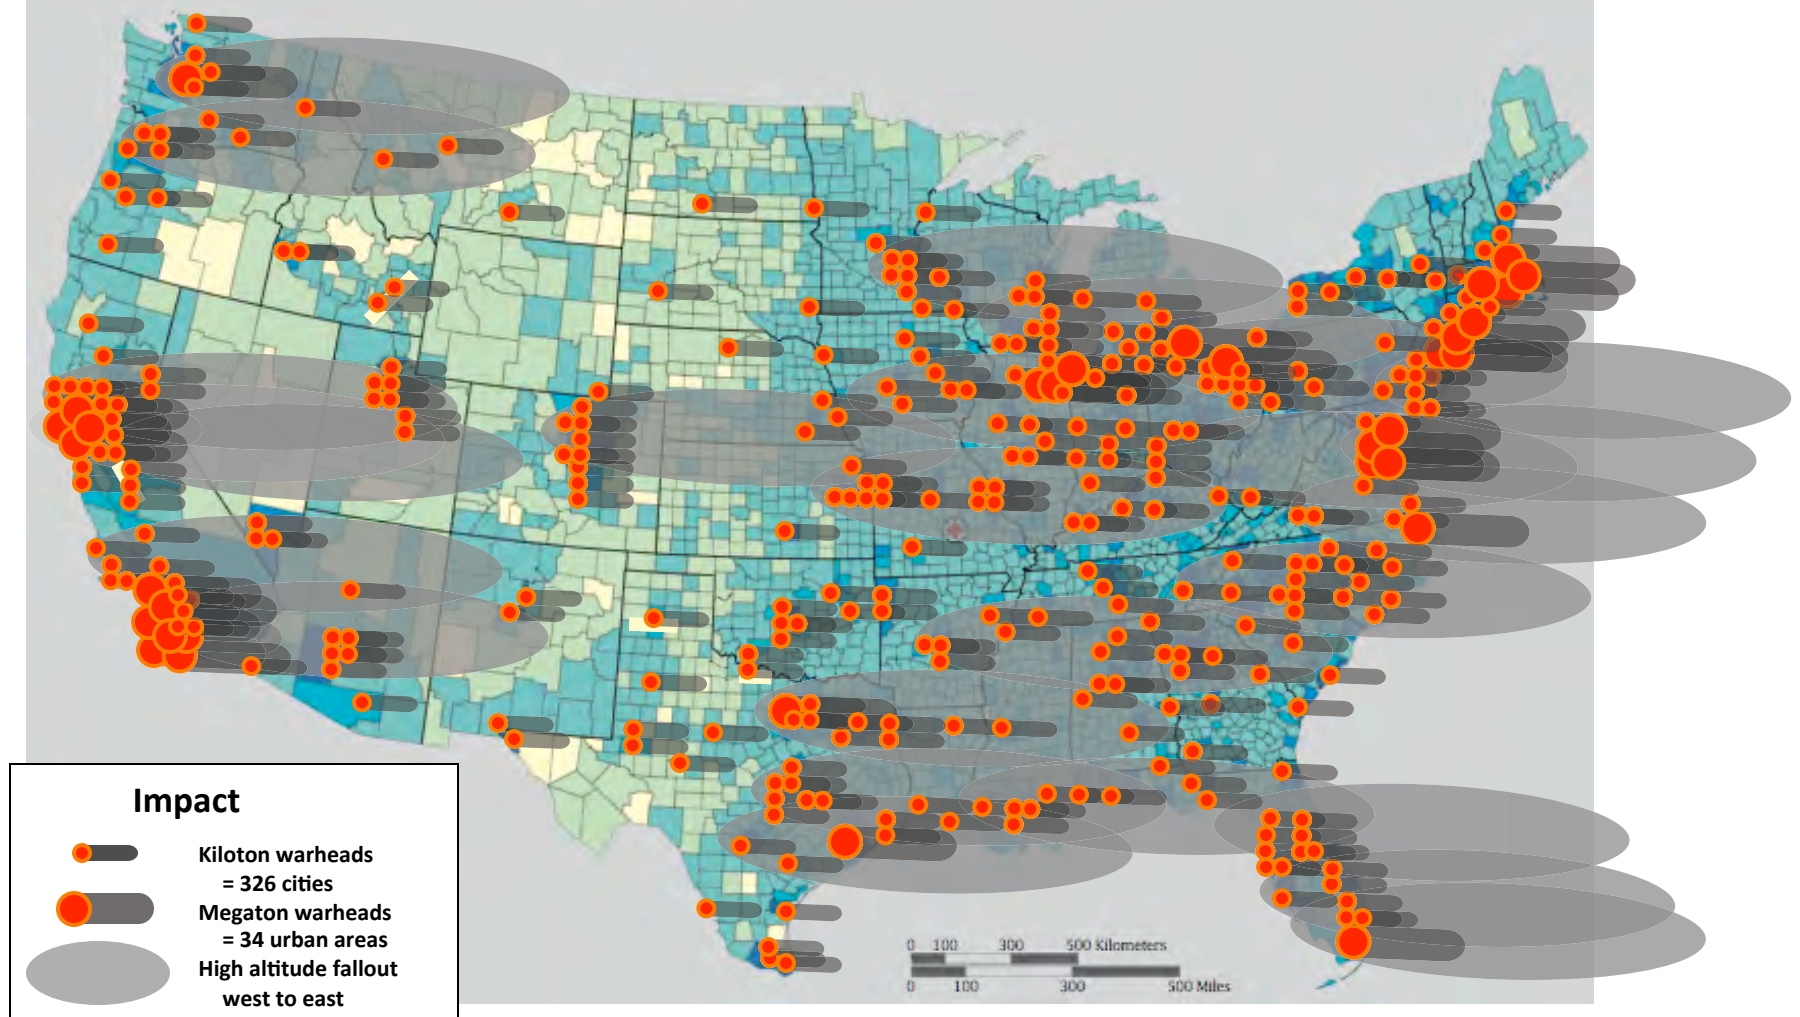 0 100 300 500 Kilometers
0 100 300 500 Miles
Impact
Kiloton warheads
= 326 cities
Megaton warheads
= 34 urban areas
High altitude fallout
west to east